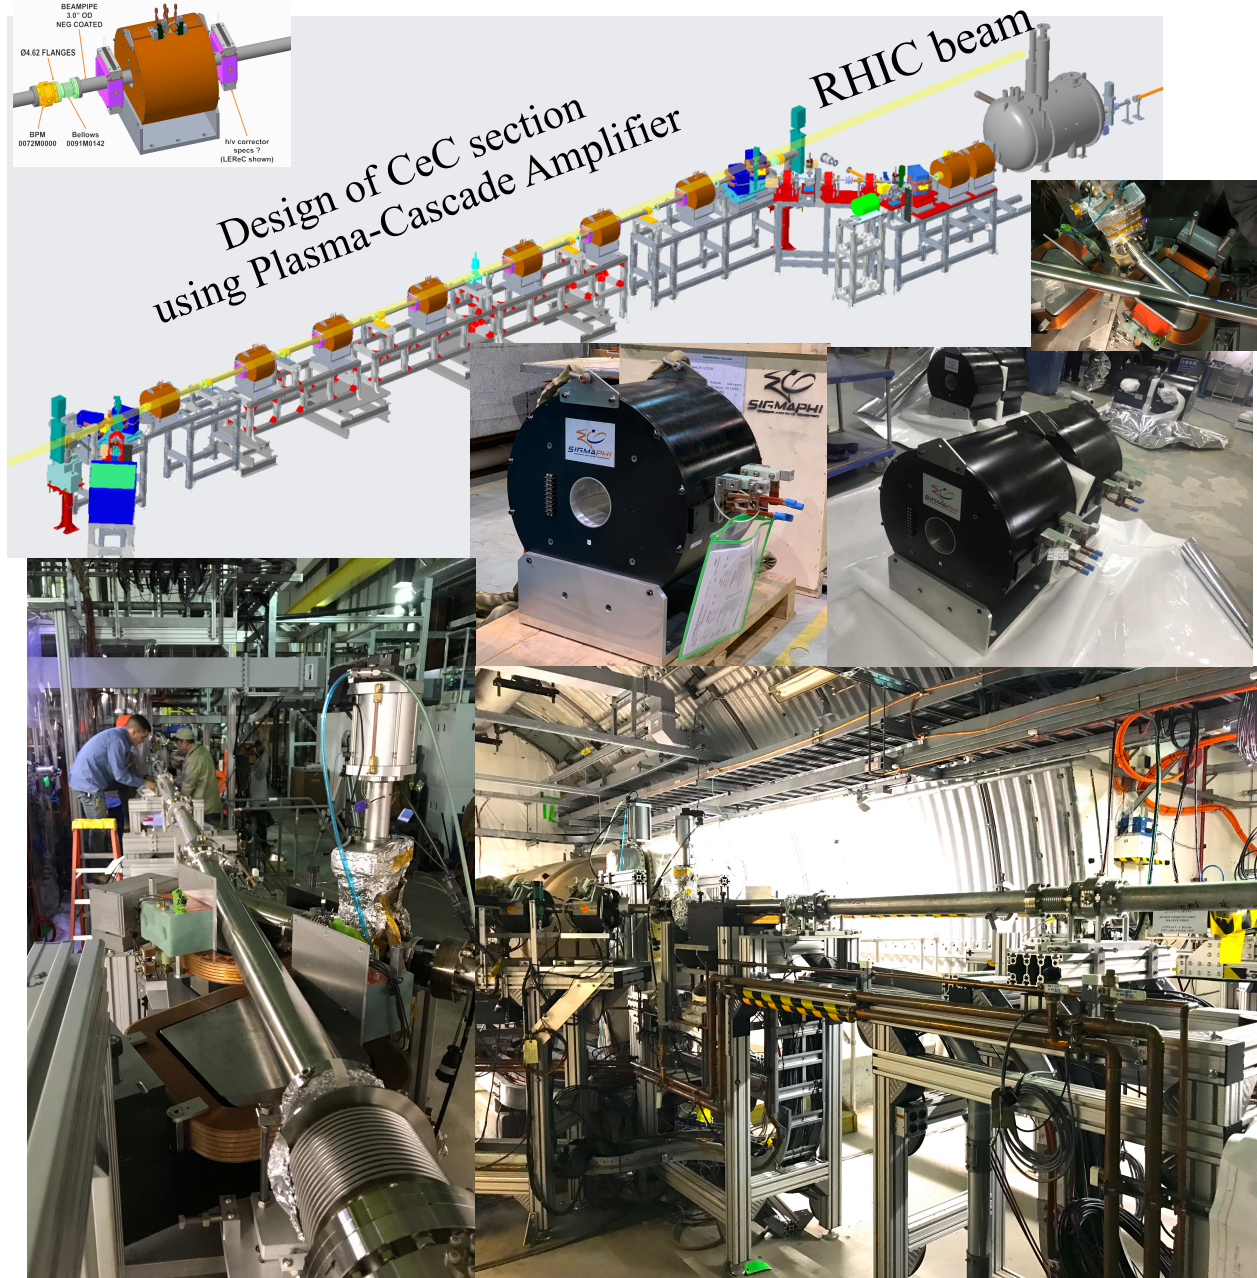 BEAMPIPE
3.0" OD
NEG COATED
Ø4.62 FLANGES
BPM
0072M0000
Bellows
0091M0142
h/v corrector
specs ?
(LEReC shown)
Design of CeC section
using Plasma-Cascade Amplifier
RHIC beam
SIGMAPHI
SIGMAPHI
SIGMAPHI